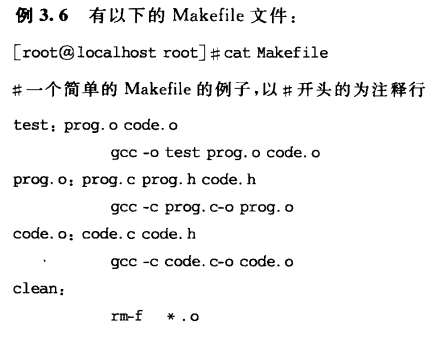 例 3.6 有以下的 Makefile 文件：
[root@localhost root]#cat Makefile
#一个简单的 Makefile 的例子,以#开头的为注释行
test: prog.o code.o
gcc -o test prog.o code.o
prog.o: prog.c prog.h code.h
gcc -c prog.c-o prog.o
code.o: code.c code.h
gcc -c code.c-o code.o
clean:
rm-f *.o